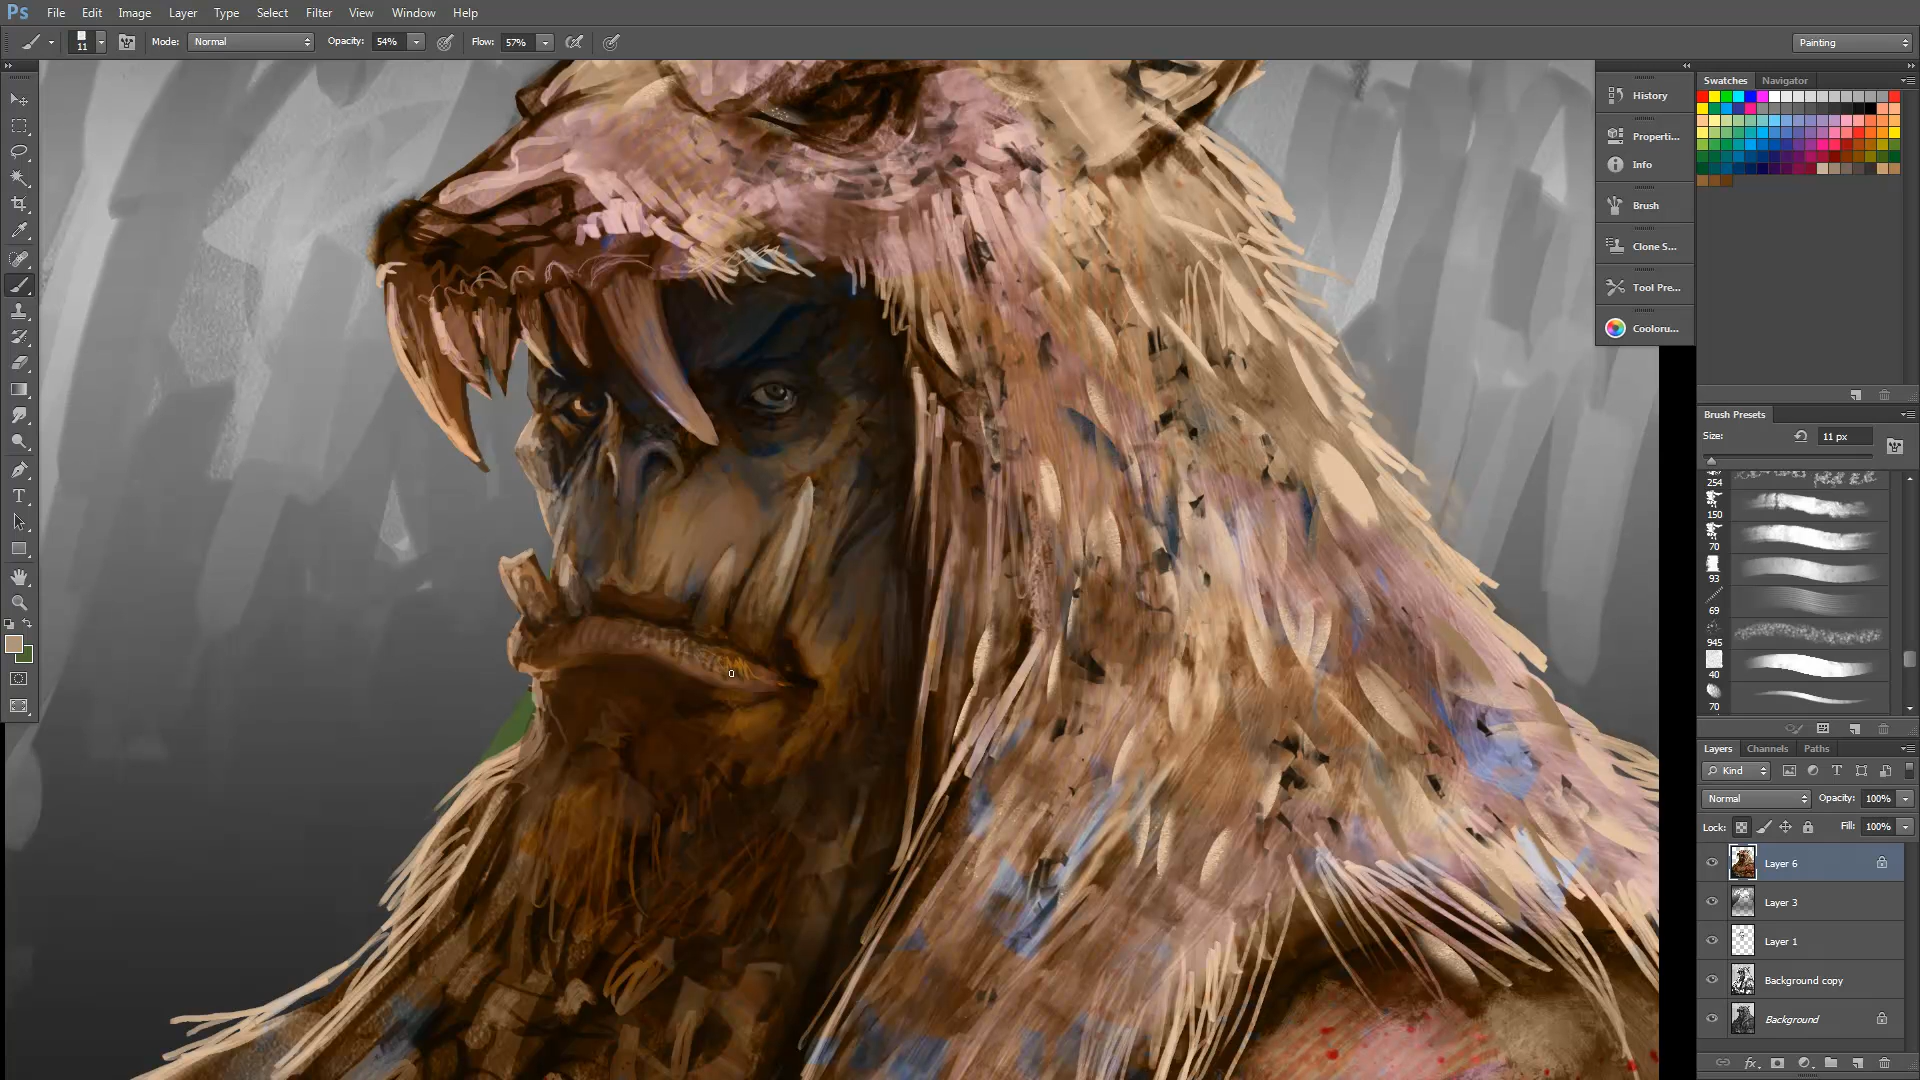 Ps File Edit Image Layer Type Select Filter View Window Help
11 Mode: Normal Opacity: 54% Flow: 57% Painting
History
Properti...
Info
Brush
Clone S...
Tool Pre...
Cooloru...
Swatches Navigator
Brush Presets
Size: 11 px
254
150
70
93
69
945
40
70
Layers Channels Paths
Kind T
Normal Opacity: 100%
Lock: Fill: 100%
Layer 6
Layer 3
Layer 1
Background copy
Background
fx
T